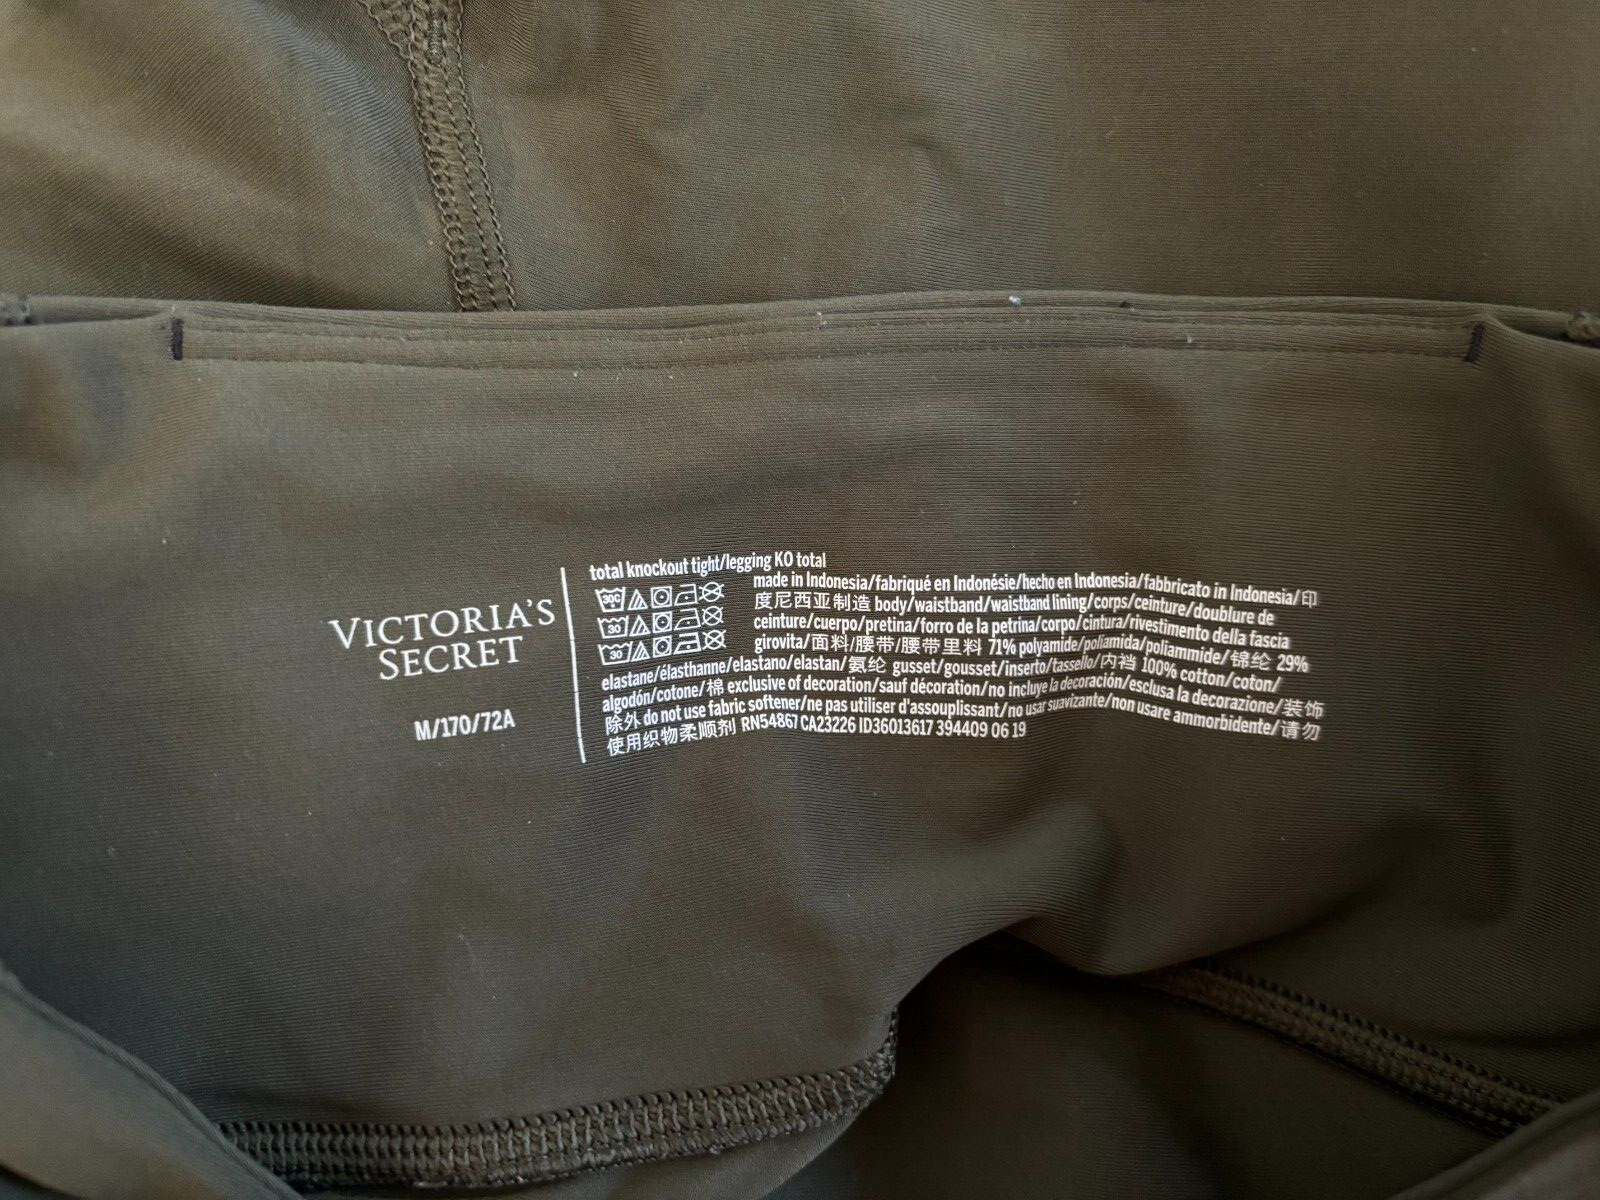 VICTORIA'S
SECRET
M/170/72A
total knockout tight/legging KO total
30C
30
30
made in Indonesia/fabriqué en Indonésie/hecho en Indonesia/fabbricato in Indonesia/印
度尼西亚制造 body/waistband/waistband lining/corps/ceinture/doublure de
ceinture/cuerpo/pretina/forro de la petrina/corpo/cintura/rivestimento della fascia
girovita/面料/腰带/腰带里料 71% polyamide/poliamida/poliammide/锦纶 29%
elastane/élasthanne/elastano/elastan/氨纶 gusset/gousset/inserto/tassello/内裆 100% cotton/coton/
algodón/cotone/棉 exclusive of decoration/sauf décoration/no incluye la decoración/esclusa la decorazione/装饰
除外 do not use fabric softener/ne pas utiliser d'assouplissant/no usar suavizante/non usare ammorbidente/请勿
使用织物柔顺剂 RN54867 CA23226 ID36013617 394409 06 19